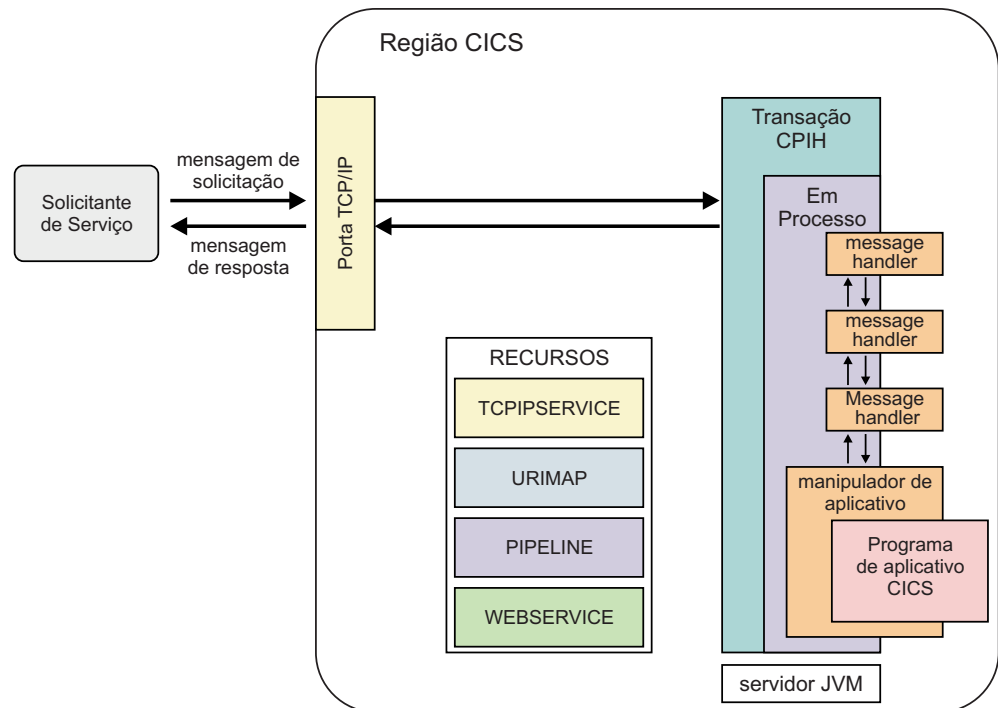 Região CICS
Solicitante
de Serviço
mensagem de
solicitação
mensagem
de resposta
Porta TCP/IP
RECURSOS
TCPIPSERVICE
URIMAP
PIPELINE
WEBSERVICE
Transação
CPIH
Em
Processo
message
handler
message
handler
Message
handler
manipulador de
aplicativo
Programa
de aplicativo
CICS
servidor JVM